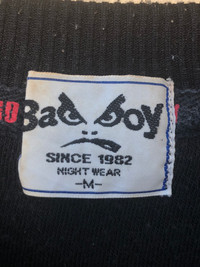 Bad Boy
SINCE 1982
NIGHT WEAR
-M-